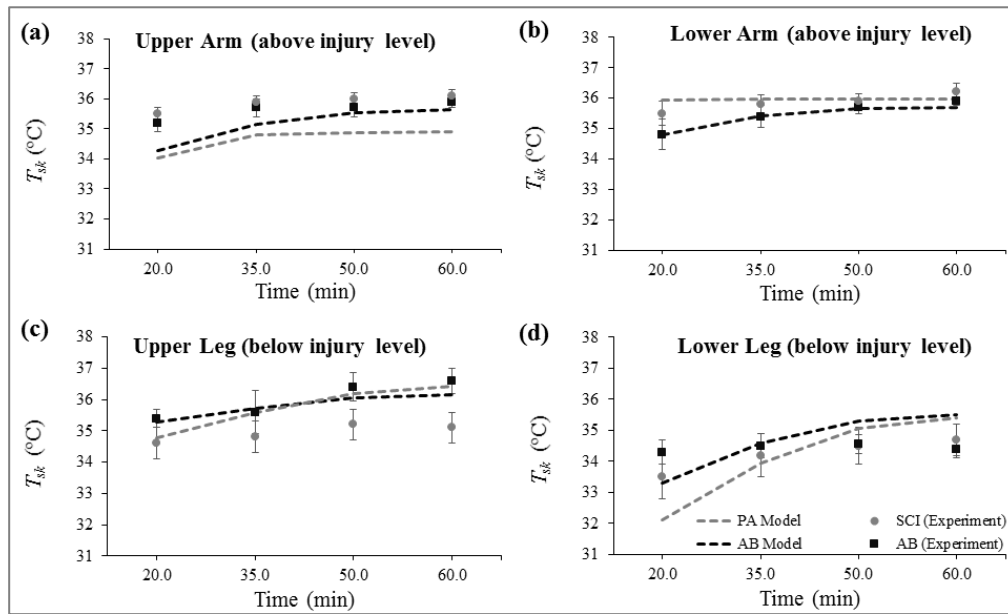 (a)
Upper Arm (above injury level)
38
37
36
35
34
33
32
31
Tsk (°C)
20.0 35.0 50.0 60.0
Time (min)
(b)
Lower Arm (above injury level)
38
37
36
35
34
33
32
31
Tsk (°C)
20.0 35.0 50.0 60.0
Time (min)
(c)
Upper Leg (below injury level)
38
37
36
35
34
33
32
31
Tsk (°C)
20.0 35.0 50.0 60.0
Time (min)
(d)
Lower Leg (below injury level)
38
37
36
35
34
33
32
31
Tsk (°C)
PA Model SCI (Experiment)
AB Model AB (Experiment)
20.0 35.0 50.0 60.0
Time (min)